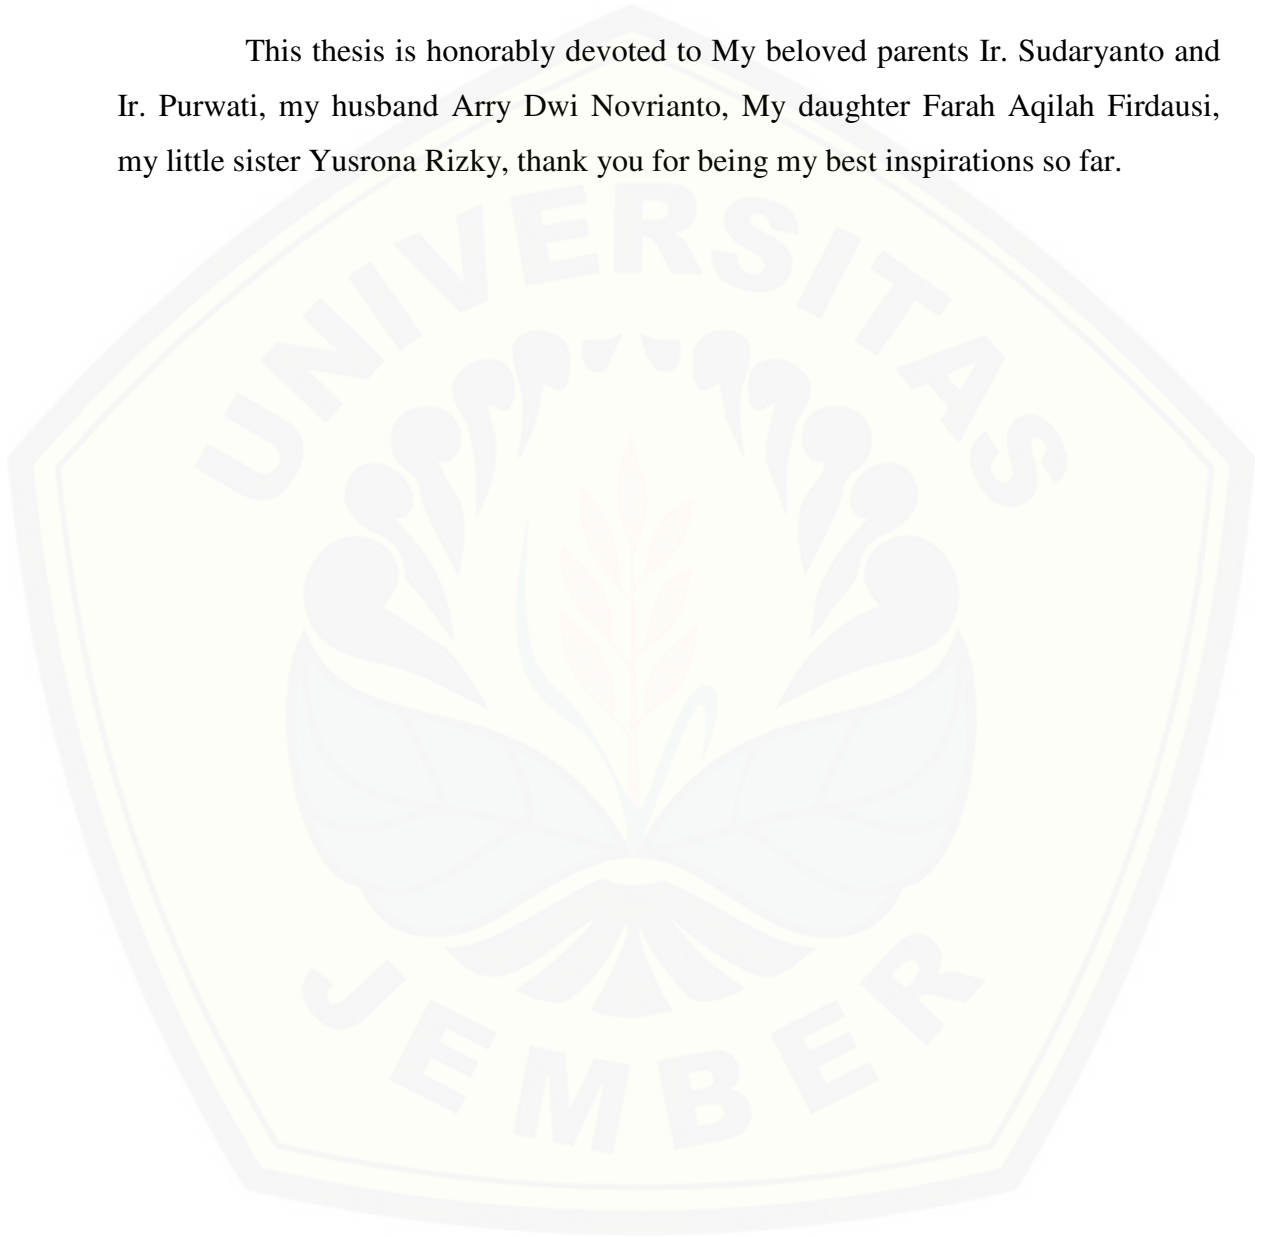 This thesis is honorably devoted to My beloved parents Ir. Sudaryanto and
Ir. Purwati, my husband Arry Dwi Novrianto, My daughter Farah Aqilah Firdausi,
my little sister Yusrona Rizky, thank you for being my best inspirations so far.
UNIVERSITAS
JEMBER